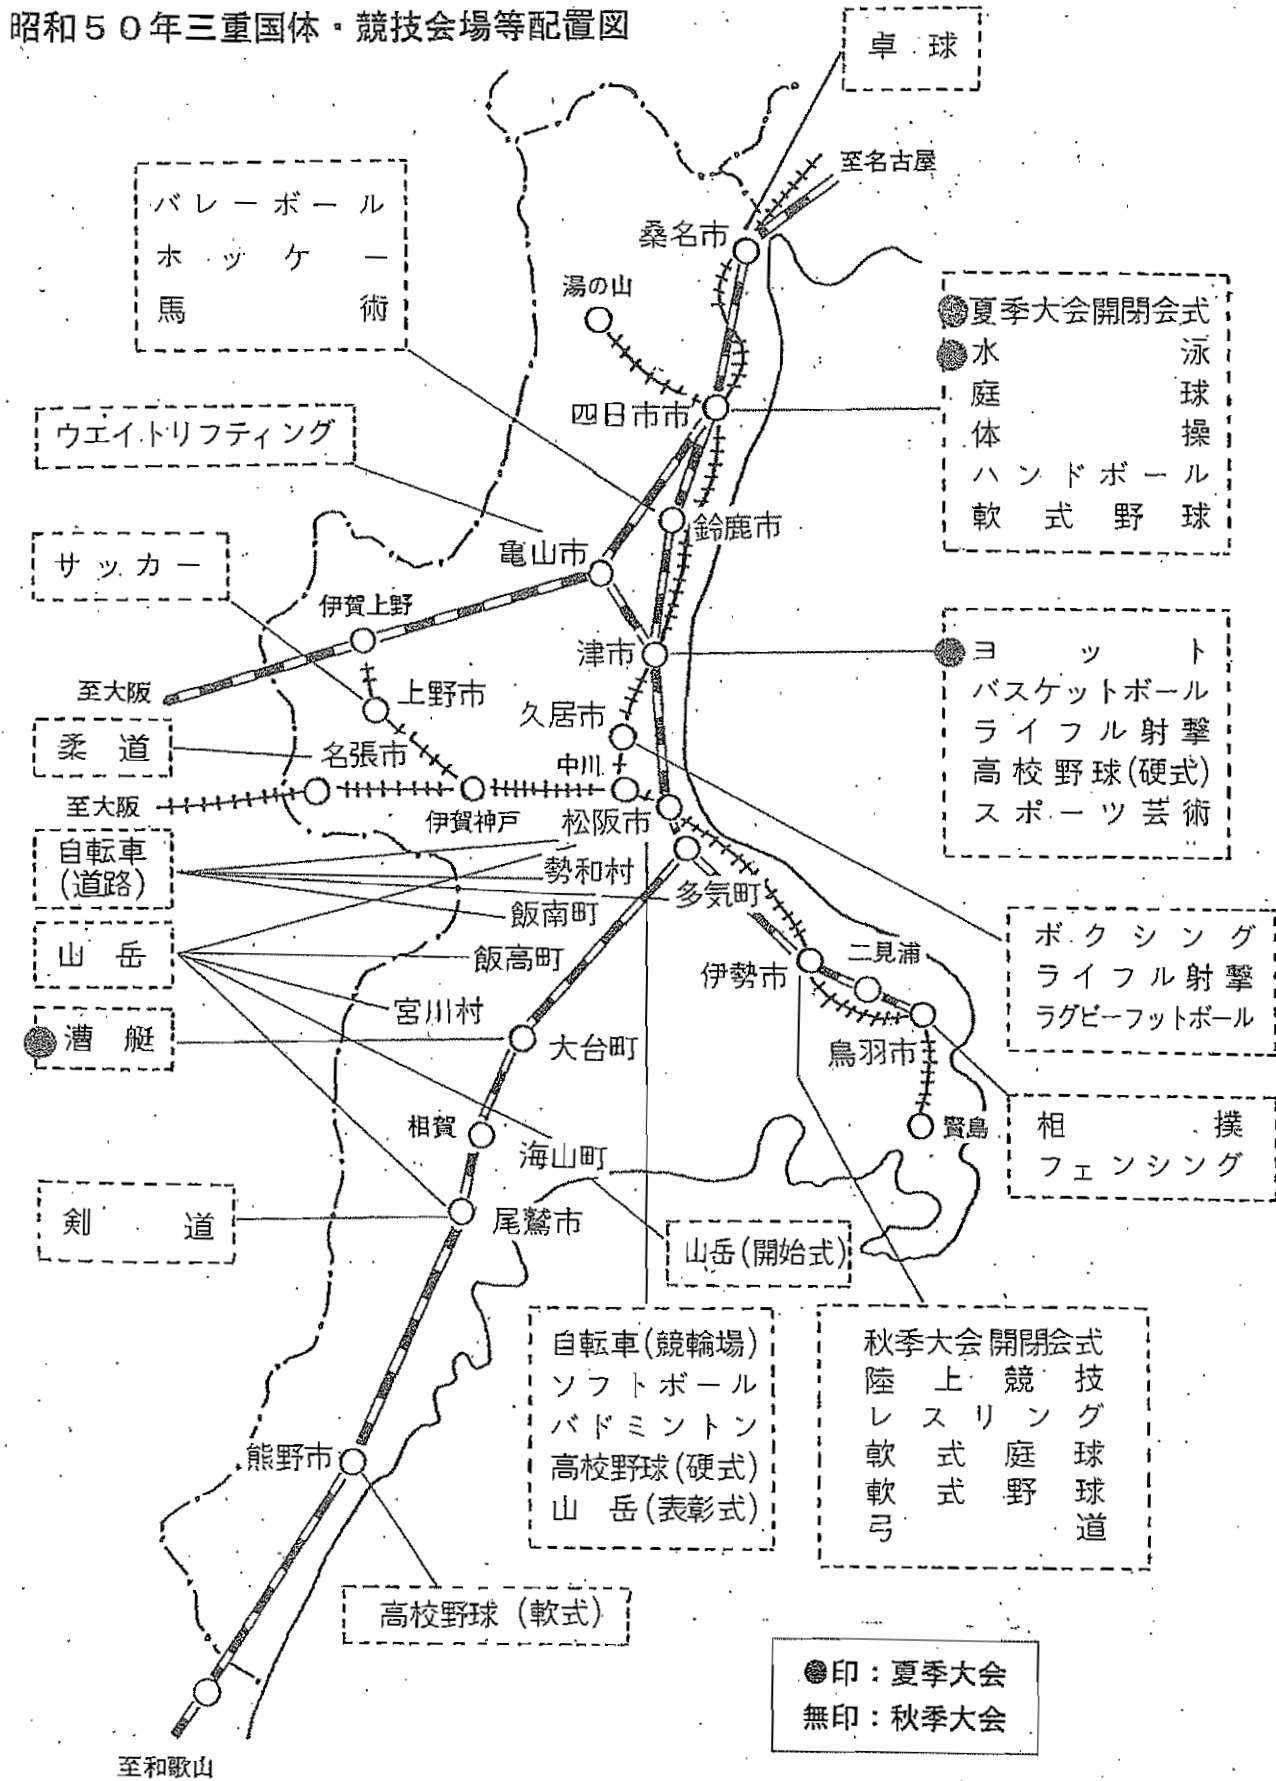 昭和50年三重国体・競技会場等配置図
卓球
至名古屋
バレーボール
ホッケー
馬術
桑名市
湯の山
●夏季大会開閉会式
●水泳
庭球
体操
ハンドボール
軟式野球
四日市市
ウエイトリフティング
鈴鹿市
亀山市
サッカー
伊賀上野
津市
●ヨット
バスケットボール
ライフル射撃
高校野球(硬式)
スポーツ芸術
至大阪
上野市
久居市
柔道
名張市
中川
至大阪
伊賀神戸
松阪市
自転車
(道路)
勢和村
多気町
飯南町
山岳
飯高町
宮川村
伊勢市
二見浦
ボクシング
ライフル射撃
ラグビーフットボール
●漕艇
大台町
鳥羽市
相賀
賢島
相撲
フェンシング
海山町
剣道
尾鷲市
山岳(開始式)
自転車(競輪場)
ソフトボール
バドミントン
高校野球(硬式)
山岳(表彰式)
秋季大会開閉会式
陸上競技
レスリング
軟式庭球
軟式野球
弓道
熊野市
高校野球(軟式)
●印:夏季大会
無印:秋季大会
至和歌山